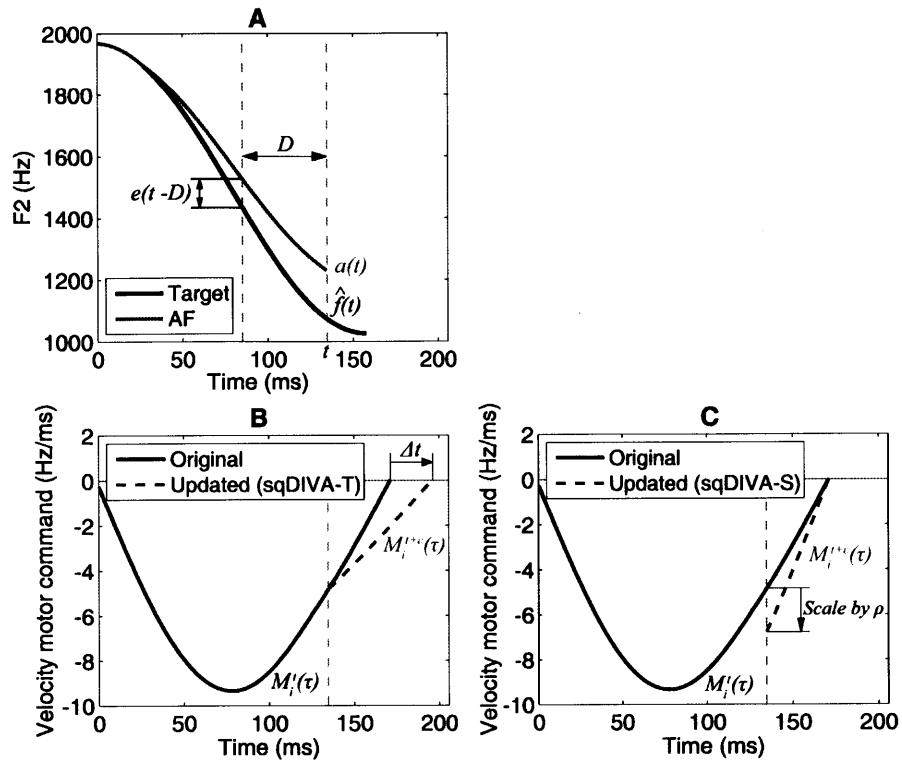 A
F2 (Hz)
2000
1800
1600
1400
1200
1000
D
e(t -D)
a(t)
f̂(t)
Target
AF
t
0 50 100 150 200
Time (ms)
B
Velocity motor command (Hz/ms)
2
0
-2
-4
-6
-8
-10
Original
Updated (sqDIVA-T)
Δt
M_i^{t+ε}(τ)
M_i^t(τ)
0 50 100 150 200
Time (ms)
C
Velocity motor command (Hz/ms)
2
0
-2
-4
-6
-8
-10
Original
Updated (sqDIVA-S)
M_i^{t+ε}(τ)
Scale by ρ
M_i^t(τ)
0 50 100 150 200
Time (ms)